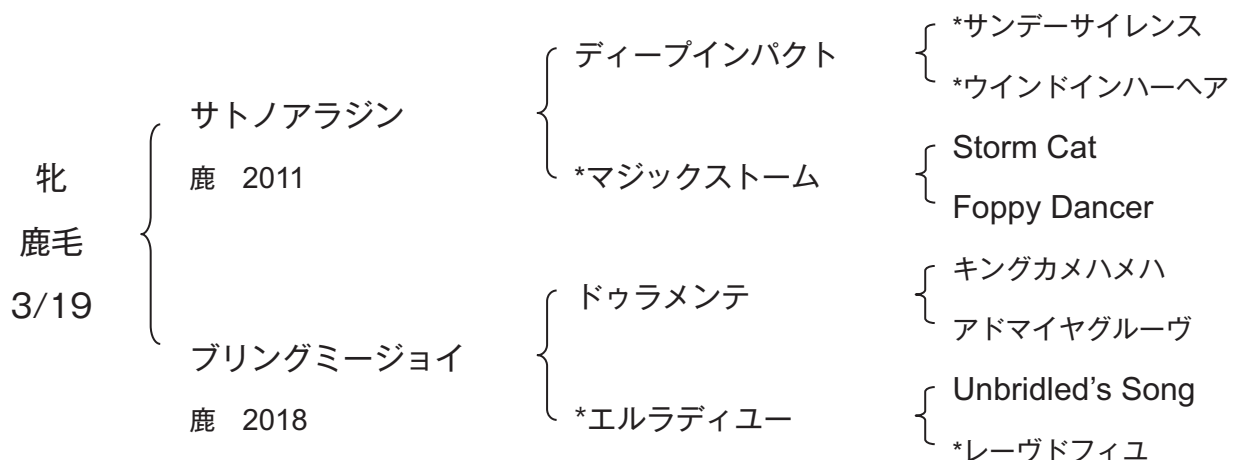 牝
鹿毛
3/19
サトノアラジン
鹿 2011
ブリングミージョイ
鹿 2018
ディープインパクト
*マジックストーム
ドゥラメンテ
*エルラディユー
*サンデーサイレンス
*ウインドインハーヘア
Storm Cat
Foppy Dancer
キングカメハメハ
アドマイヤグルーヴ
Unbridled’s Song
*レーヴドフィユ